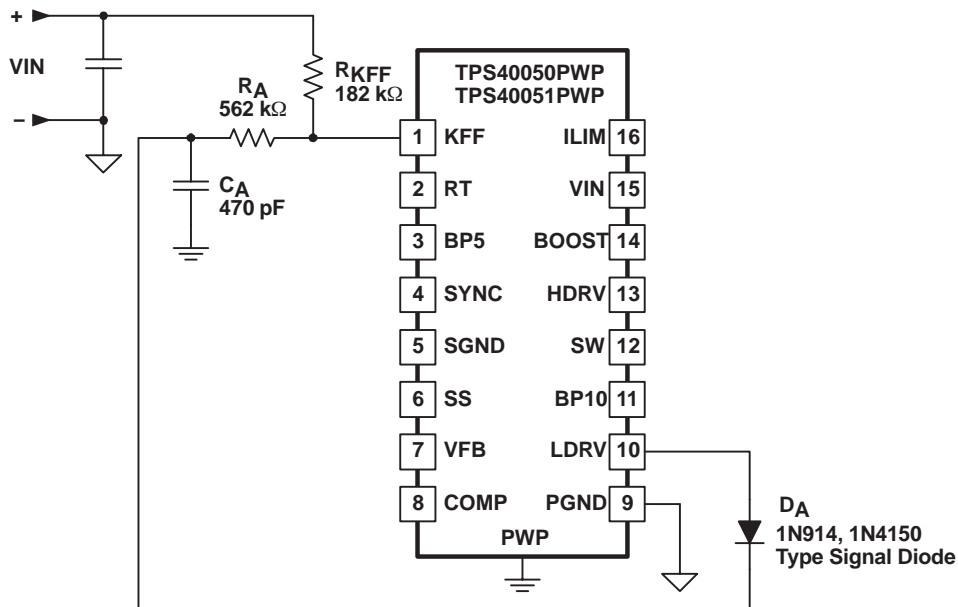 +
VIN
−
RA
562 kΩ
RKFF
182 kΩ
CA
470 pF
TPS40050PWP
TPS40051PWP
1 KFF ILIM 16
2 RT VIN 15
3 BP5 BOOST 14
4 SYNC HDRV 13
5 SGND SW 12
6 SS BP10 11
7 VFB LDRV 10
8 COMP PGND 9
PWP
DA
1N914, 1N4150
Type Signal Diode